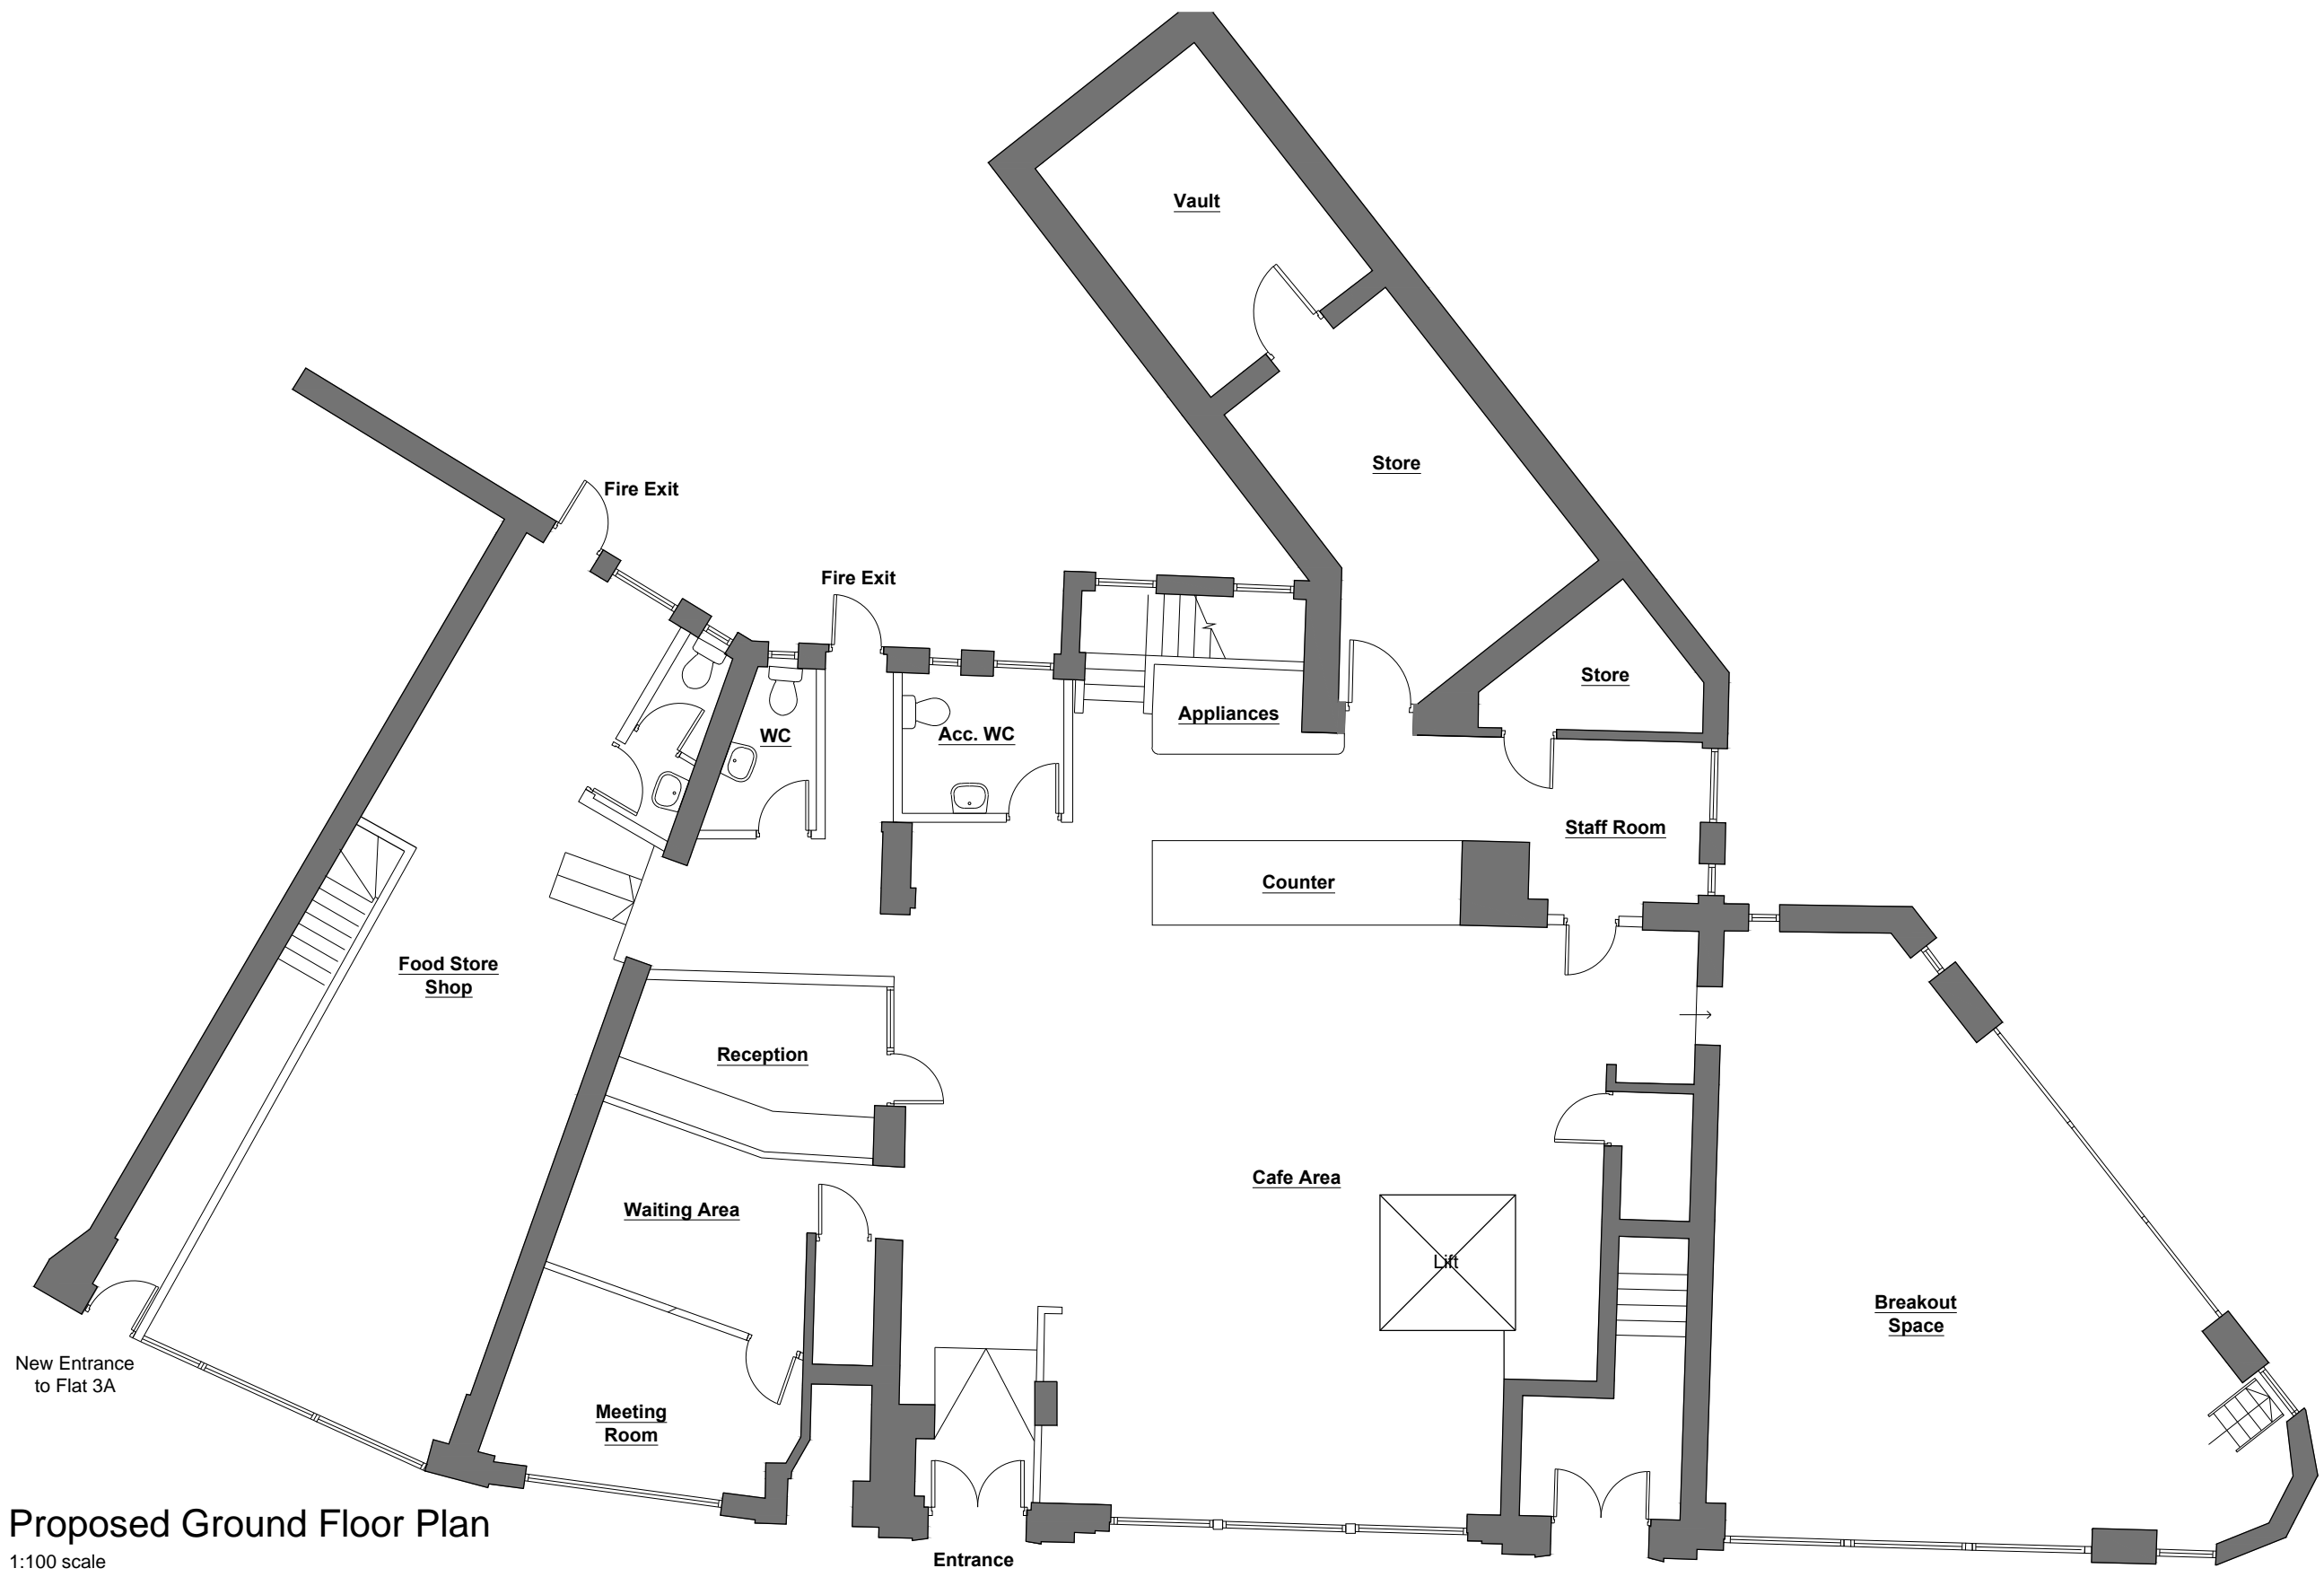 Vault
Store
Fire Exit
Fire Exit
Store
Appliances
WC
Acc. WC
Staff Room
Counter
Food Store
Shop
Reception
Cafe Area
Waiting Area
Lift
Breakout
Space
New Entrance
to Flat 3A
Meeting
Room
Proposed Ground Floor Plan
1:100 scale
Entrance